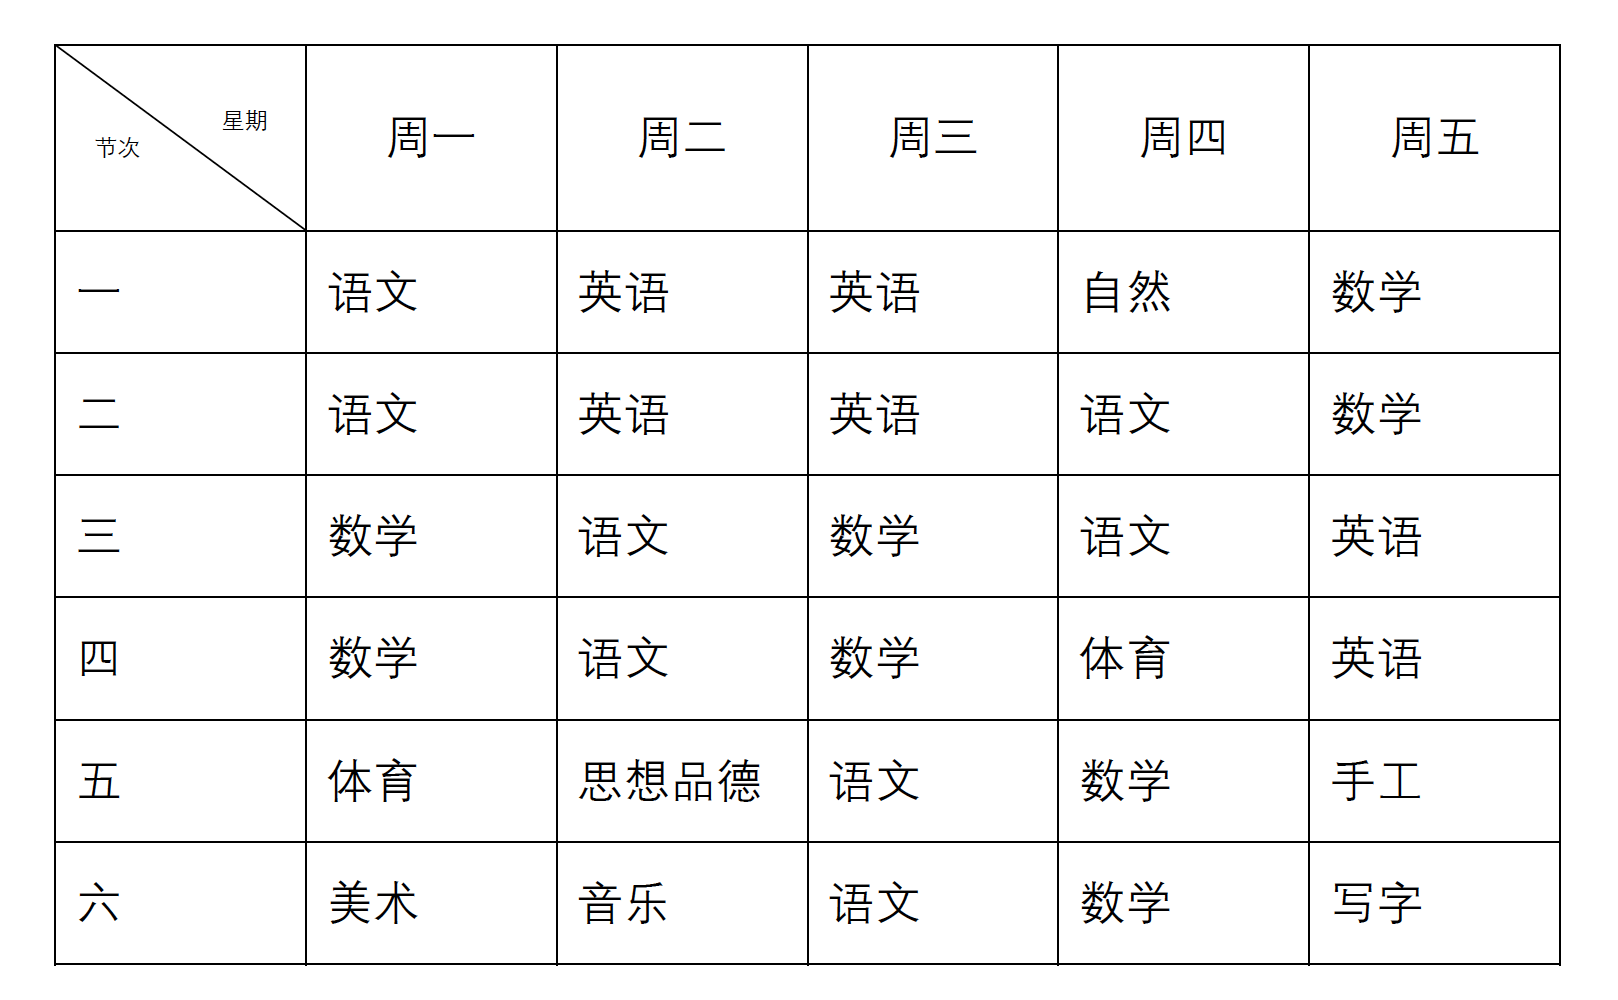 星期
节次
周一 周二 周三 周四 周五
一 语文 英语 英语 自然 数学
二 语文 英语 英语 语文 数学
三 数学 语文 数学 语文 英语
四 数学 语文 数学 体育 英语
五 体育 思想品德 语文 数学 手工
六 美术 音乐 语文 数学 写字